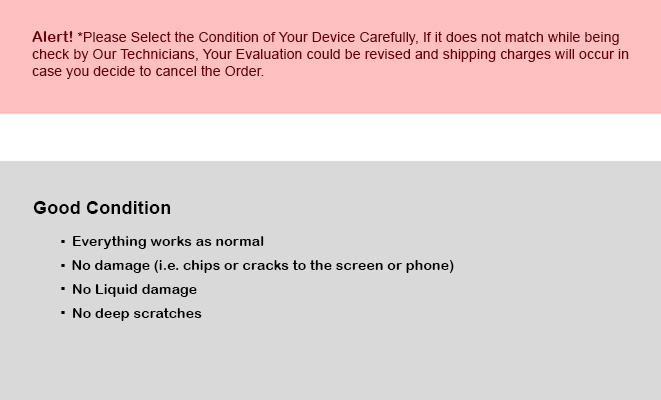 Alert! *Please Select the Condition of Your Device Carefully, If it does not match while being
check by Our Technicians, Your Evaluation could be revised and shipping charges will occur in
case you decide to cancel the Order.
Good Condition
▪ Everything works as normal
▪ No damage (i.e. chips or cracks to the screen or phone)
▪ No Liquid damage
▪ No deep scratches